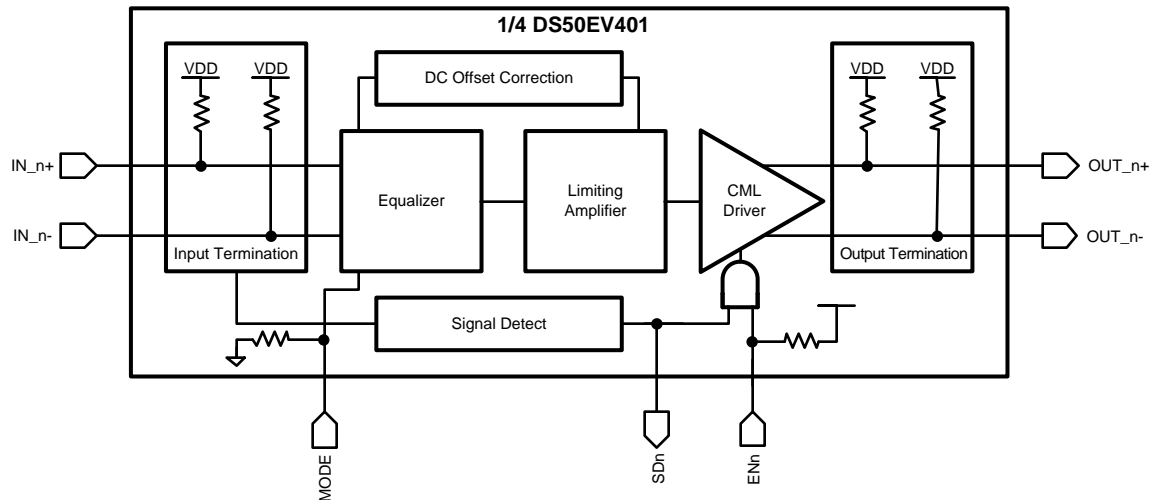 1/4 DS50EV401
VDD
VDD
DC Offset Correction
VDD
VDD
IN_n+
IN_n-
Equalizer
Limiting
Amplifier
CML
Driver
OUT_n+
OUT_n-
Input Termination
Output Termination
Signal Detect
MODE
SDn
ENn